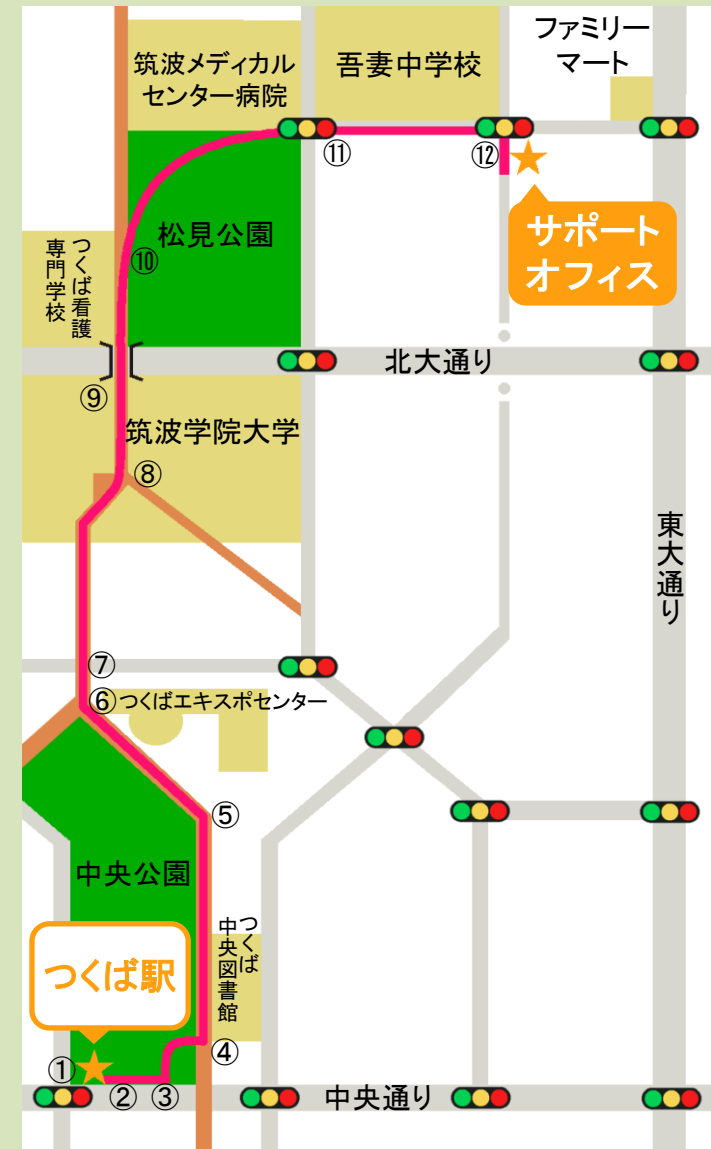 ファミリー
マート
筑波メディカル
センター病院
吾妻中学校
⑪
⑫
サポート
オフィス
松見公園
⑩
つくば看護
専門学校
北大通り
⑨
筑波学院大学
⑧
東大通り
⑦
⑥
つくばエキスポセンター
⑤
中央公園
つくば
中央図書館
つくば駅
④
①
②
③
中央通り